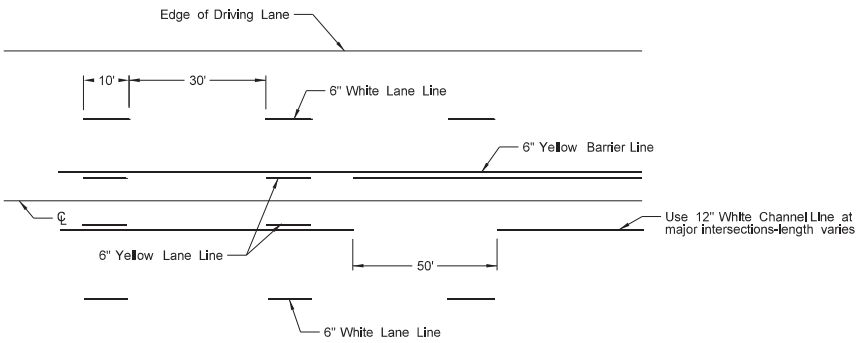 Edge of Driving Lane
10'
30'
6" White Lane Line
6" Yellow Barrier Line
℄
Use 12" White Channel Line at
major intersections-length varies
6" Yellow Lane Line
50'
6" White Lane Line